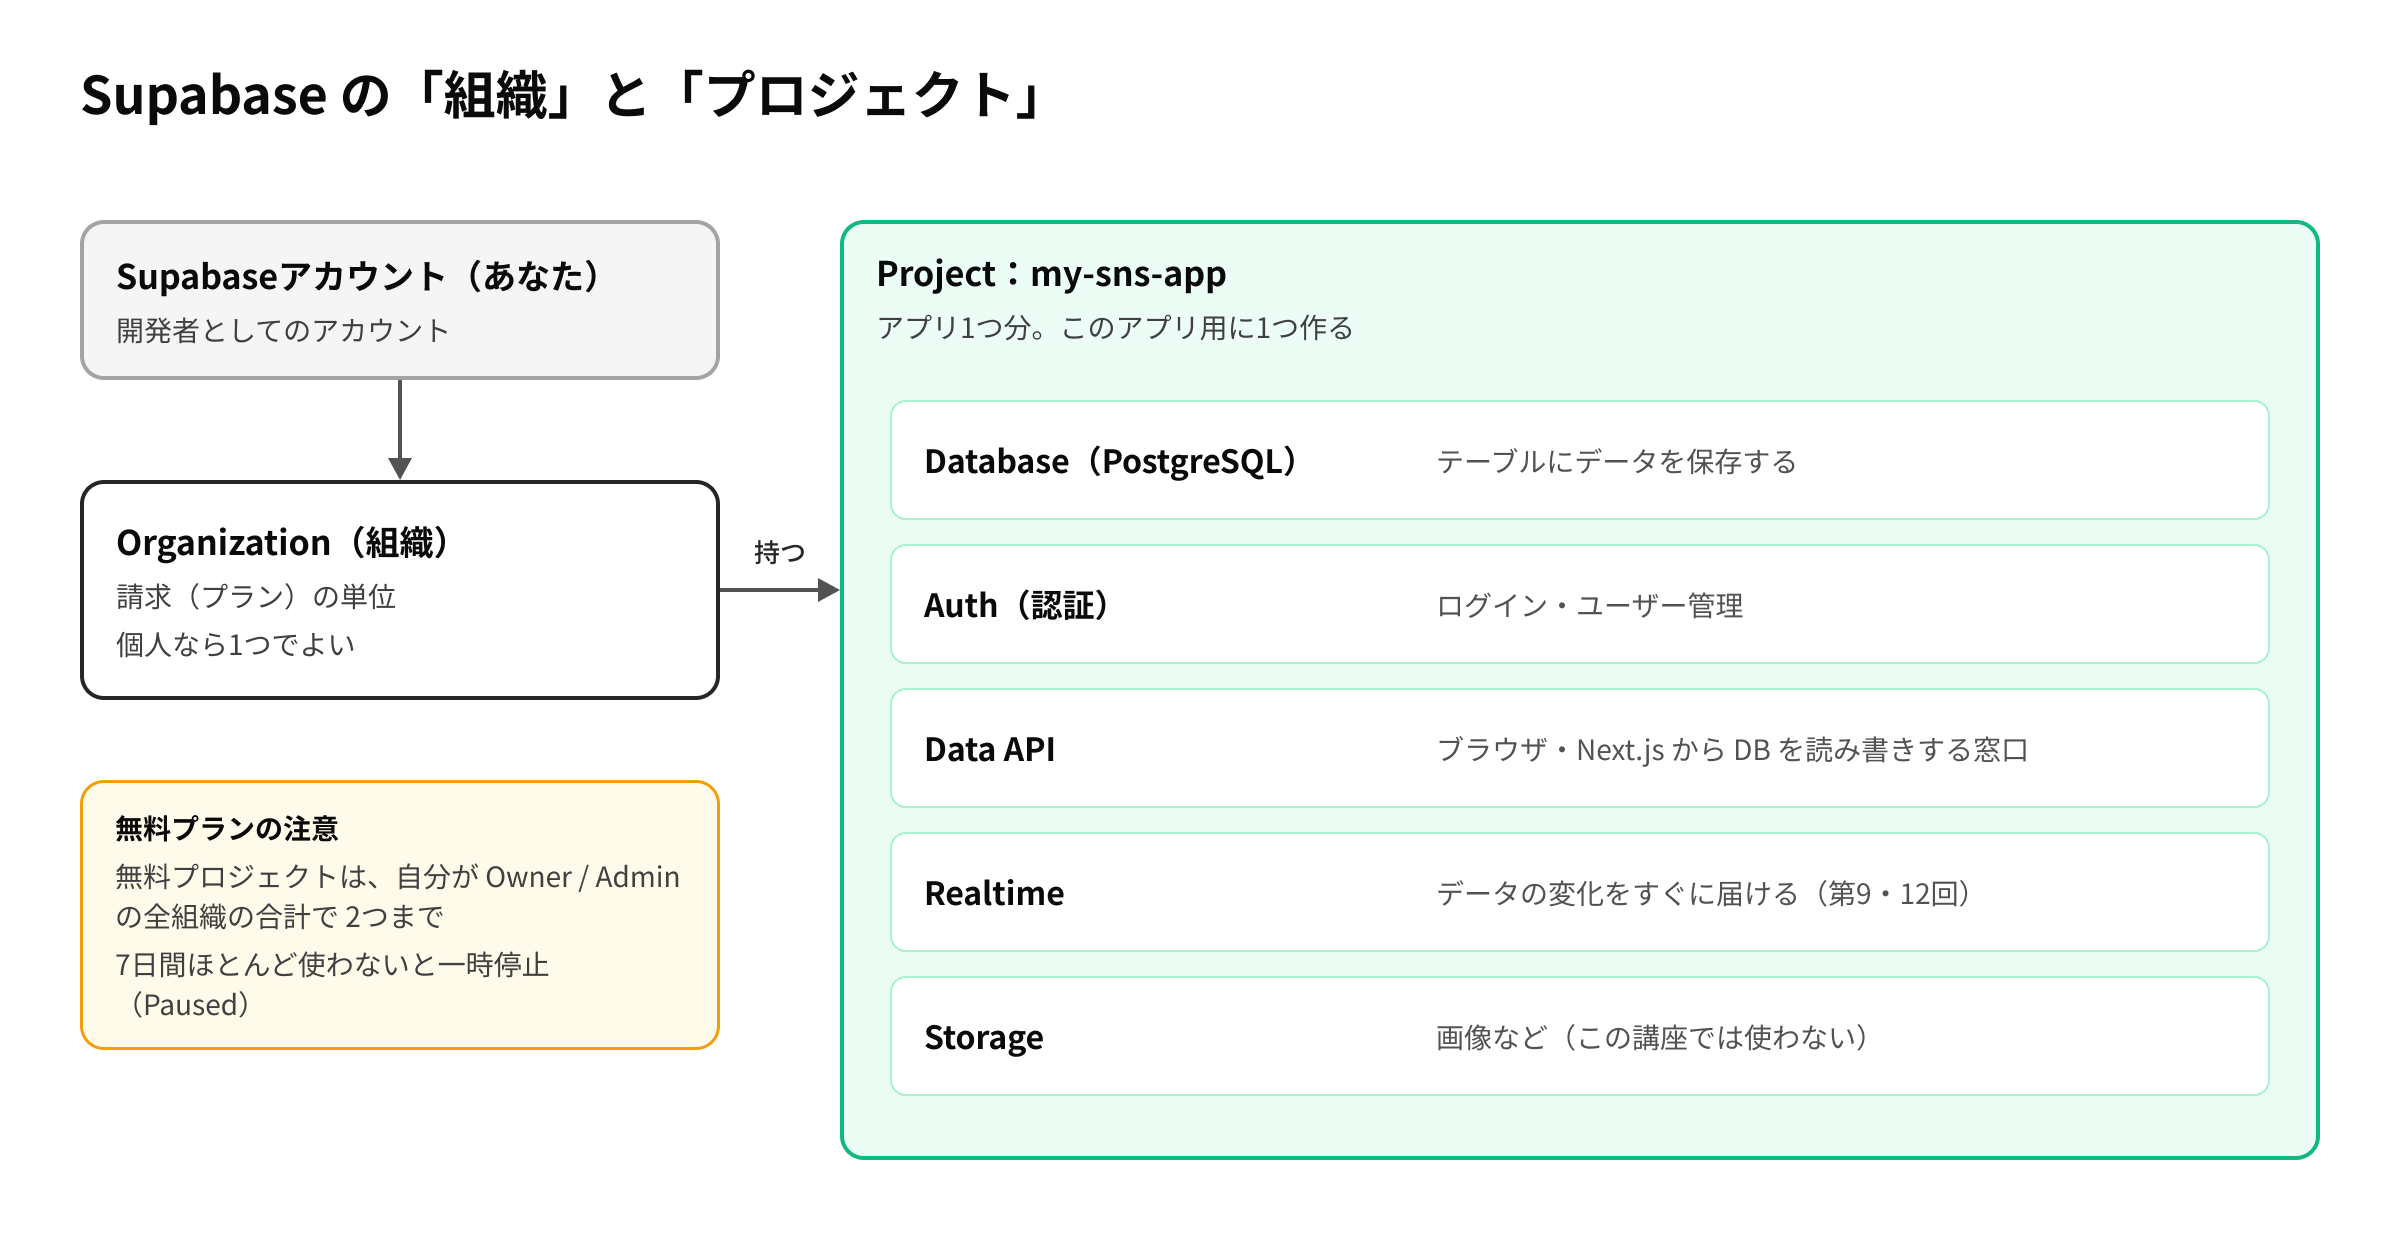 Supabase の「組織」と「プロジェクト」
Supabaseアカウント（あなた）
開発者としてのアカウント
Organization（組織）
請求（プラン）の単位
個人なら1つでよい
持つ
無料プランの注意
無料プロジェクトは、自分が Owner / Admin
の全組織の合計で 2つまで
7日間ほとんど使わないと一時停止
（Paused）
Project：my-sns-app
アプリ1つ分。このアプリ用に1つ作る
Database（PostgreSQL） テーブルにデータを保存する
Auth（認証） ログイン・ユーザー管理
Data API ブラウザ・Next.js から DB を読み書きする窓口
Realtime データの変化をすぐに届ける（第9・12回）
Storage 画像など（この講座では使わない）